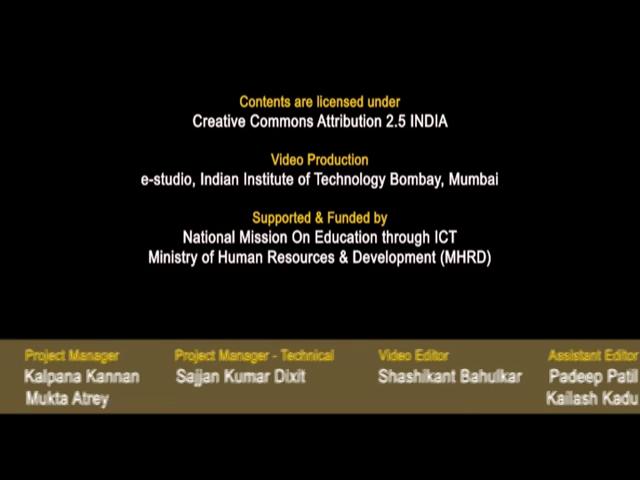 Contents are licensed under
Creative Commons Attribution 2.5 INDIA
Video Production
e-studio, Indian Institute of Technology Bombay, Mumbai
Supported & Funded by
National Mission On Education through ICT
Ministry of Human Resources & Development (MHRD)
Project Manager
Kalpana Kannan
Mukta Atrey
Project Manager - Technical
Sajjan Kumar Dixit
Video Editor
Shashikant Bahulkar
Assistant Editor
Padeep Patil
Kailash Kadu